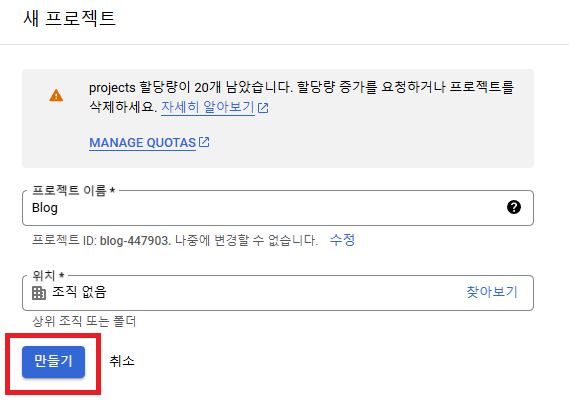 새 프로젝트
projects 할당량이 20개 남았습니다. 할당량 증가를 요청하거나 프로젝트를
삭제하세요. 자세히 알아보기
MANAGE QUOTAS
프로젝트 이름 *
Blog
프로젝트 ID: blog-447903. 나중에 변경할 수 없습니다. 수정
위치 *
조직 없음 찾아보기
상위 조직 또는 폴더
만들기 취소